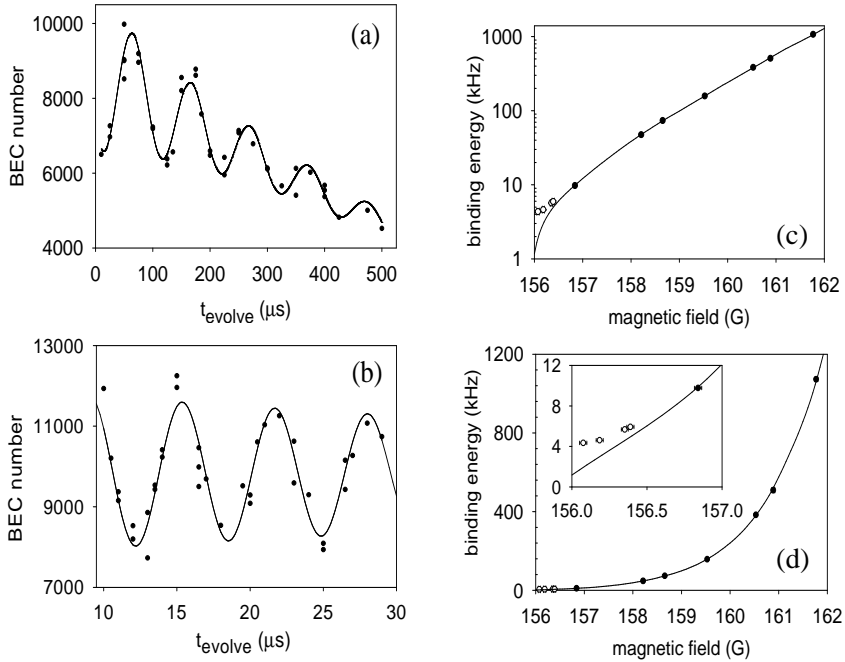 (a)
10000
8000
6000
4000
BEC number
0 100 200 300 400 500
t_evolve (μs)
(b)
13000
11000
9000
7000
BEC number
10 15 20 25 30
t_evolve (μs)
(c)
1000
100
10
1
binding energy (kHz)
156 157 158 159 160 161 162
magnetic field (G)
(d)
1200
800
400
0
binding energy (kHz)
12
8
4
0
156.0 156.5 157.0
156 157 158 159 160 161 162
magnetic field (G)